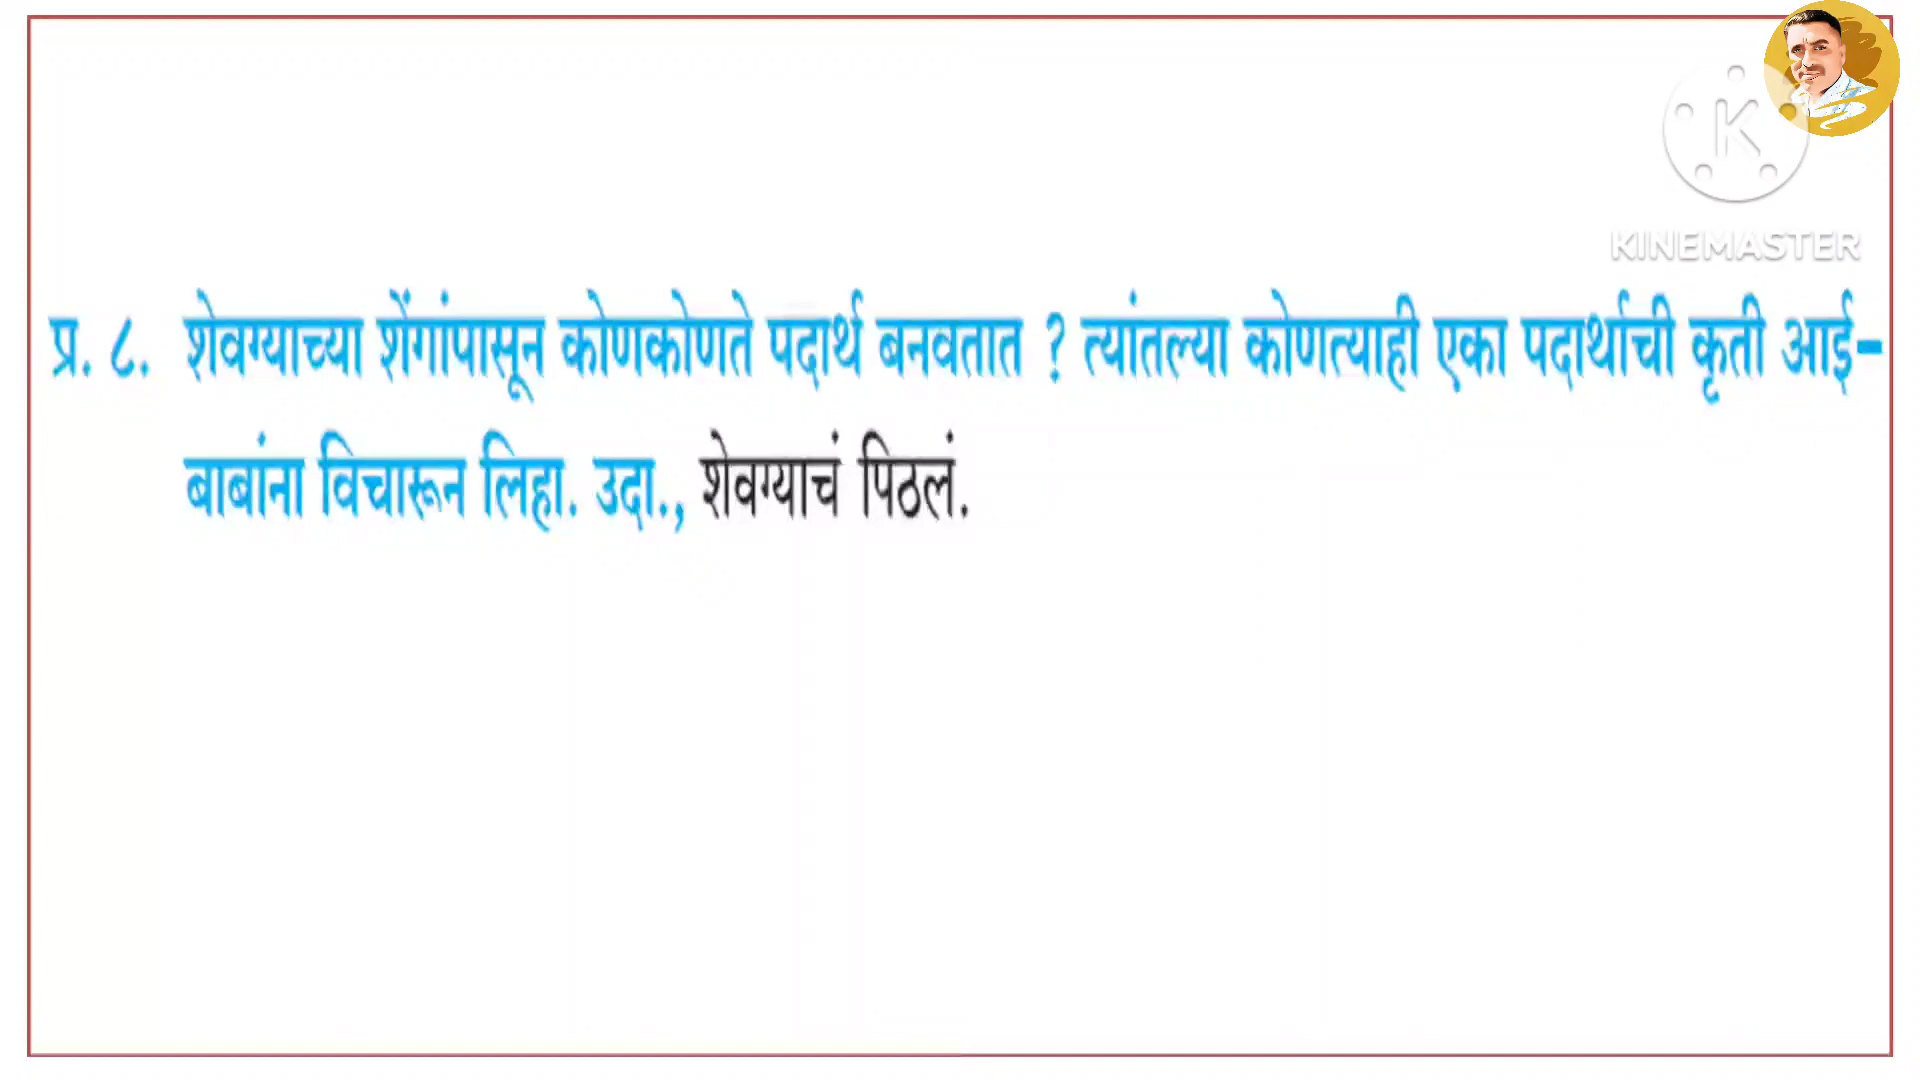 KINEMASTER
प्र. ८. शेवग्याच्या शेंगांपासून कोणकोणते पदार्थ बनवतात ? त्यांतल्या कोणत्याही एका पदार्थाची कृती आई-
बाबांना विचारून लिहा. उदा., शेवग्याचं पिठलं.